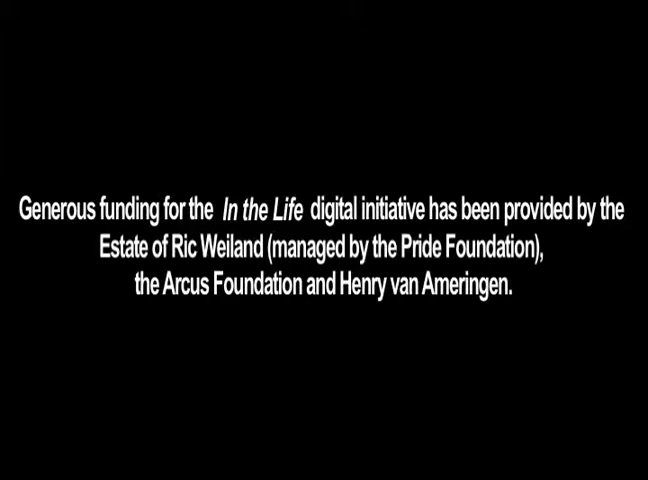 Generous funding for the In the Life digital initiative has been provided by the
Estate of Ric Weiland (managed by the Pride Foundation),
the Arcus Foundation and Henry van Ameringen.